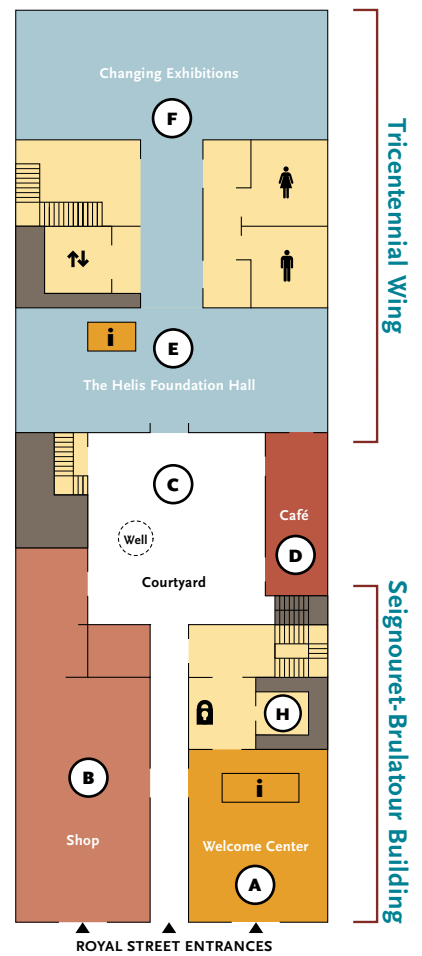 Changing Exhibitions
F
Tricentennial Wing
i
E
The Helis Foundation Hall
C
Café
Well
D
Courtyard
Seignouret-Brulatour Building
H
B
i
Shop
Welcome Center
A
ROYAL STREET ENTRANCES